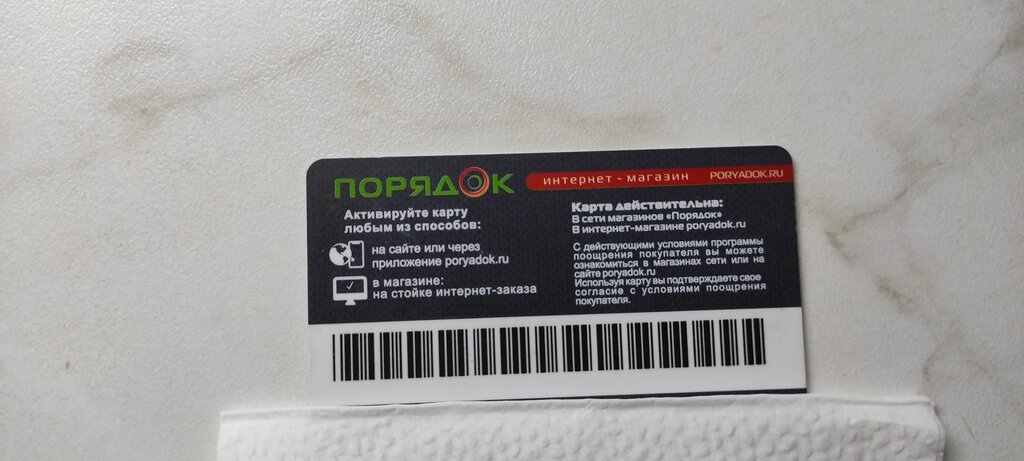 ПОРЯДОК
интернет - магазин PORYADOK.RU
Активируйте карту
любым из способов:
на сайте или через
приложение poryadok.ru
в магазине:
на стойке интернет-заказа
Карта действительна:
В сети магазинов «Порядок»
В интернет-магазине poryadok.ru
С действующими условиями программы
поощрения покупателя вы можете
ознакомиться в магазинах сети или на
сайте poryadok.ru
Используя карту вы подтверждаете свое
согласие с условиями поощрения
покупателя.